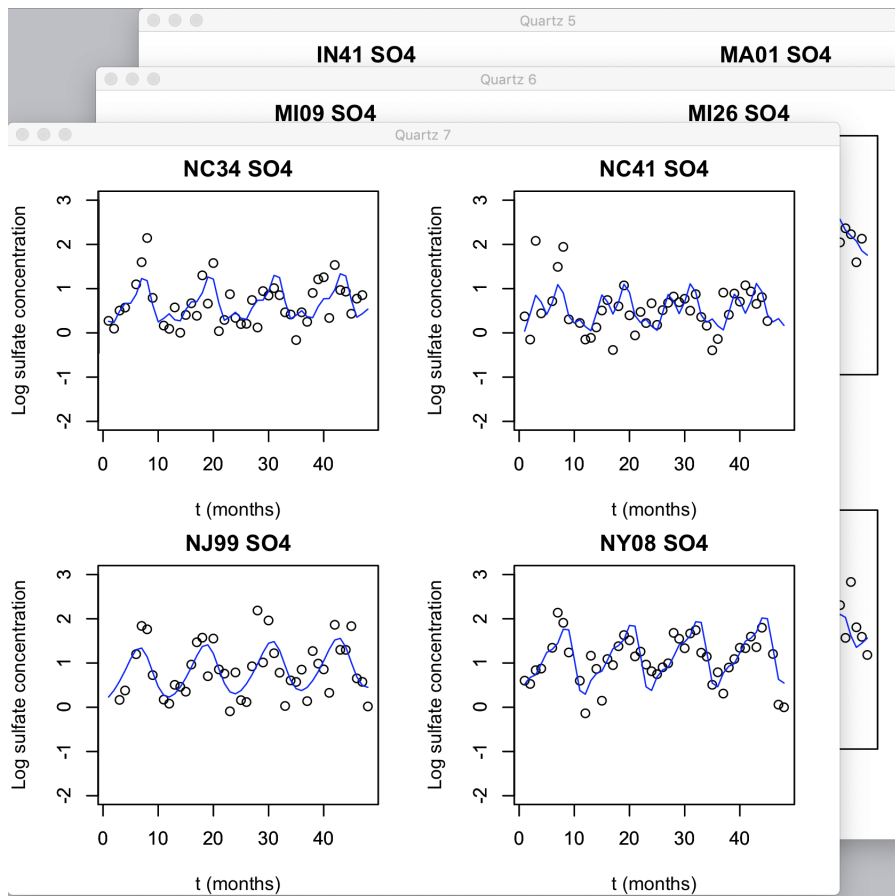 Quartz 5
IN41 SO4 MA01 SO4
Quartz 6
MI09 SO4 MI26 SO4
Quartz 7
NC34 SO4
Log sulfate concentration
3
2
1
0
-1
-2
0 10 20 30 40
t (months)
NC41 SO4
Log sulfate concentration
3
2
1
0
-1
-2
0 10 20 30 40
t (months)
NJ99 SO4
Log sulfate concentration
3
2
1
0
-1
-2
0 10 20 30 40
t (months)
NY08 SO4
Log sulfate concentration
3
2
1
0
-1
-2
0 10 20 30 40
t (months)